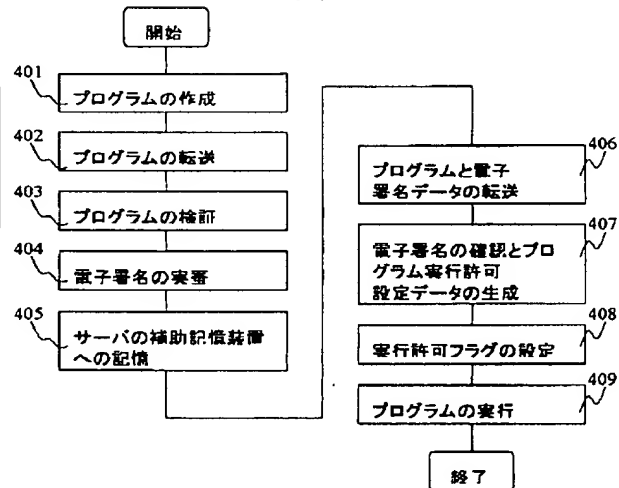 開始
401
プログラムの作成
402
プログラムの転送
403
プログラムの検証
404
電子署名の実審
405
サーバの補助記憶装置
への記憶
406
プログラムと電子
署名データの転送
407
電子署名の確認とプロ
グラム実行許可
設定データの生成
408
実行許可フラグの設定
409
プログラムの実行
終了